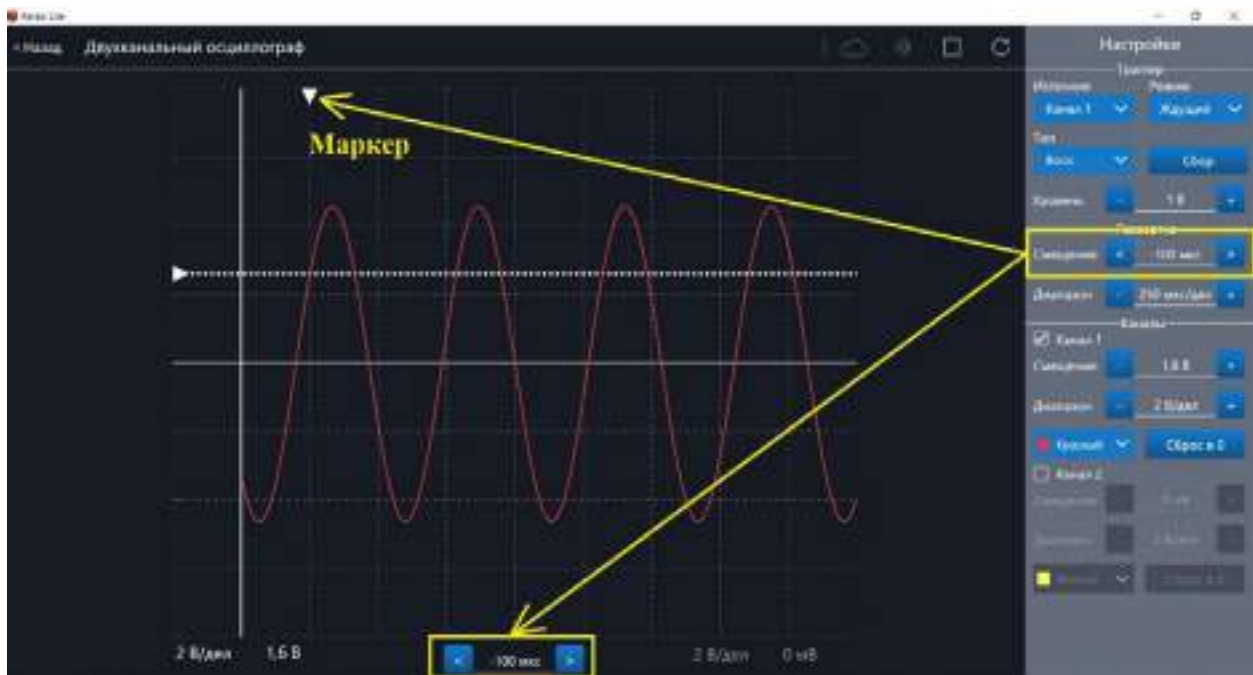 < Назад
Двухканальный осциллограф
Настройки
Триггер
Источник
Режим
Канал 1
Ждущий
Тип
Сбор
Уровень
1 В
Маркер
Развертка
Смещение
-100 мкс
Диапазон
250 мкс/дел
Каналы
Канал 1
Смещение
1,6 В
Диапазон
2 В/дел
Красный
Сброс в 0
Канал 2
2 В/дел
1,6 В
<
-100 мкс
>
2 В/дел
0 мВ